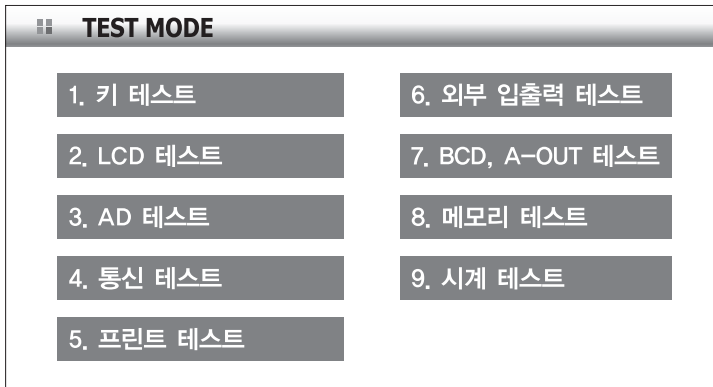 TEST MODE
1. 키 테스트
2. LCD 테스트
3. AD 테스트
4. 통신 테스트
5. 프린트 테스트
6. 외부 입출력 테스트
7. BCD, A-OUT 테스트
8. 메모리 테스트
9. 시계 테스트